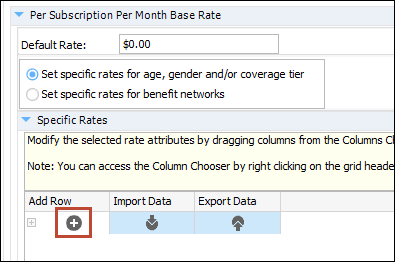 Per Subscription Per Month Base Rate
Default Rate: $0.00
Set specific rates for age, gender and/or coverage tier
Set specific rates for benefit networks
Specific Rates
Modify the selected rate attributes by dragging columns from the Columns C
Note: You can access the Column Chooser by right clicking on the grid heade
Add Row Import Data Export Data